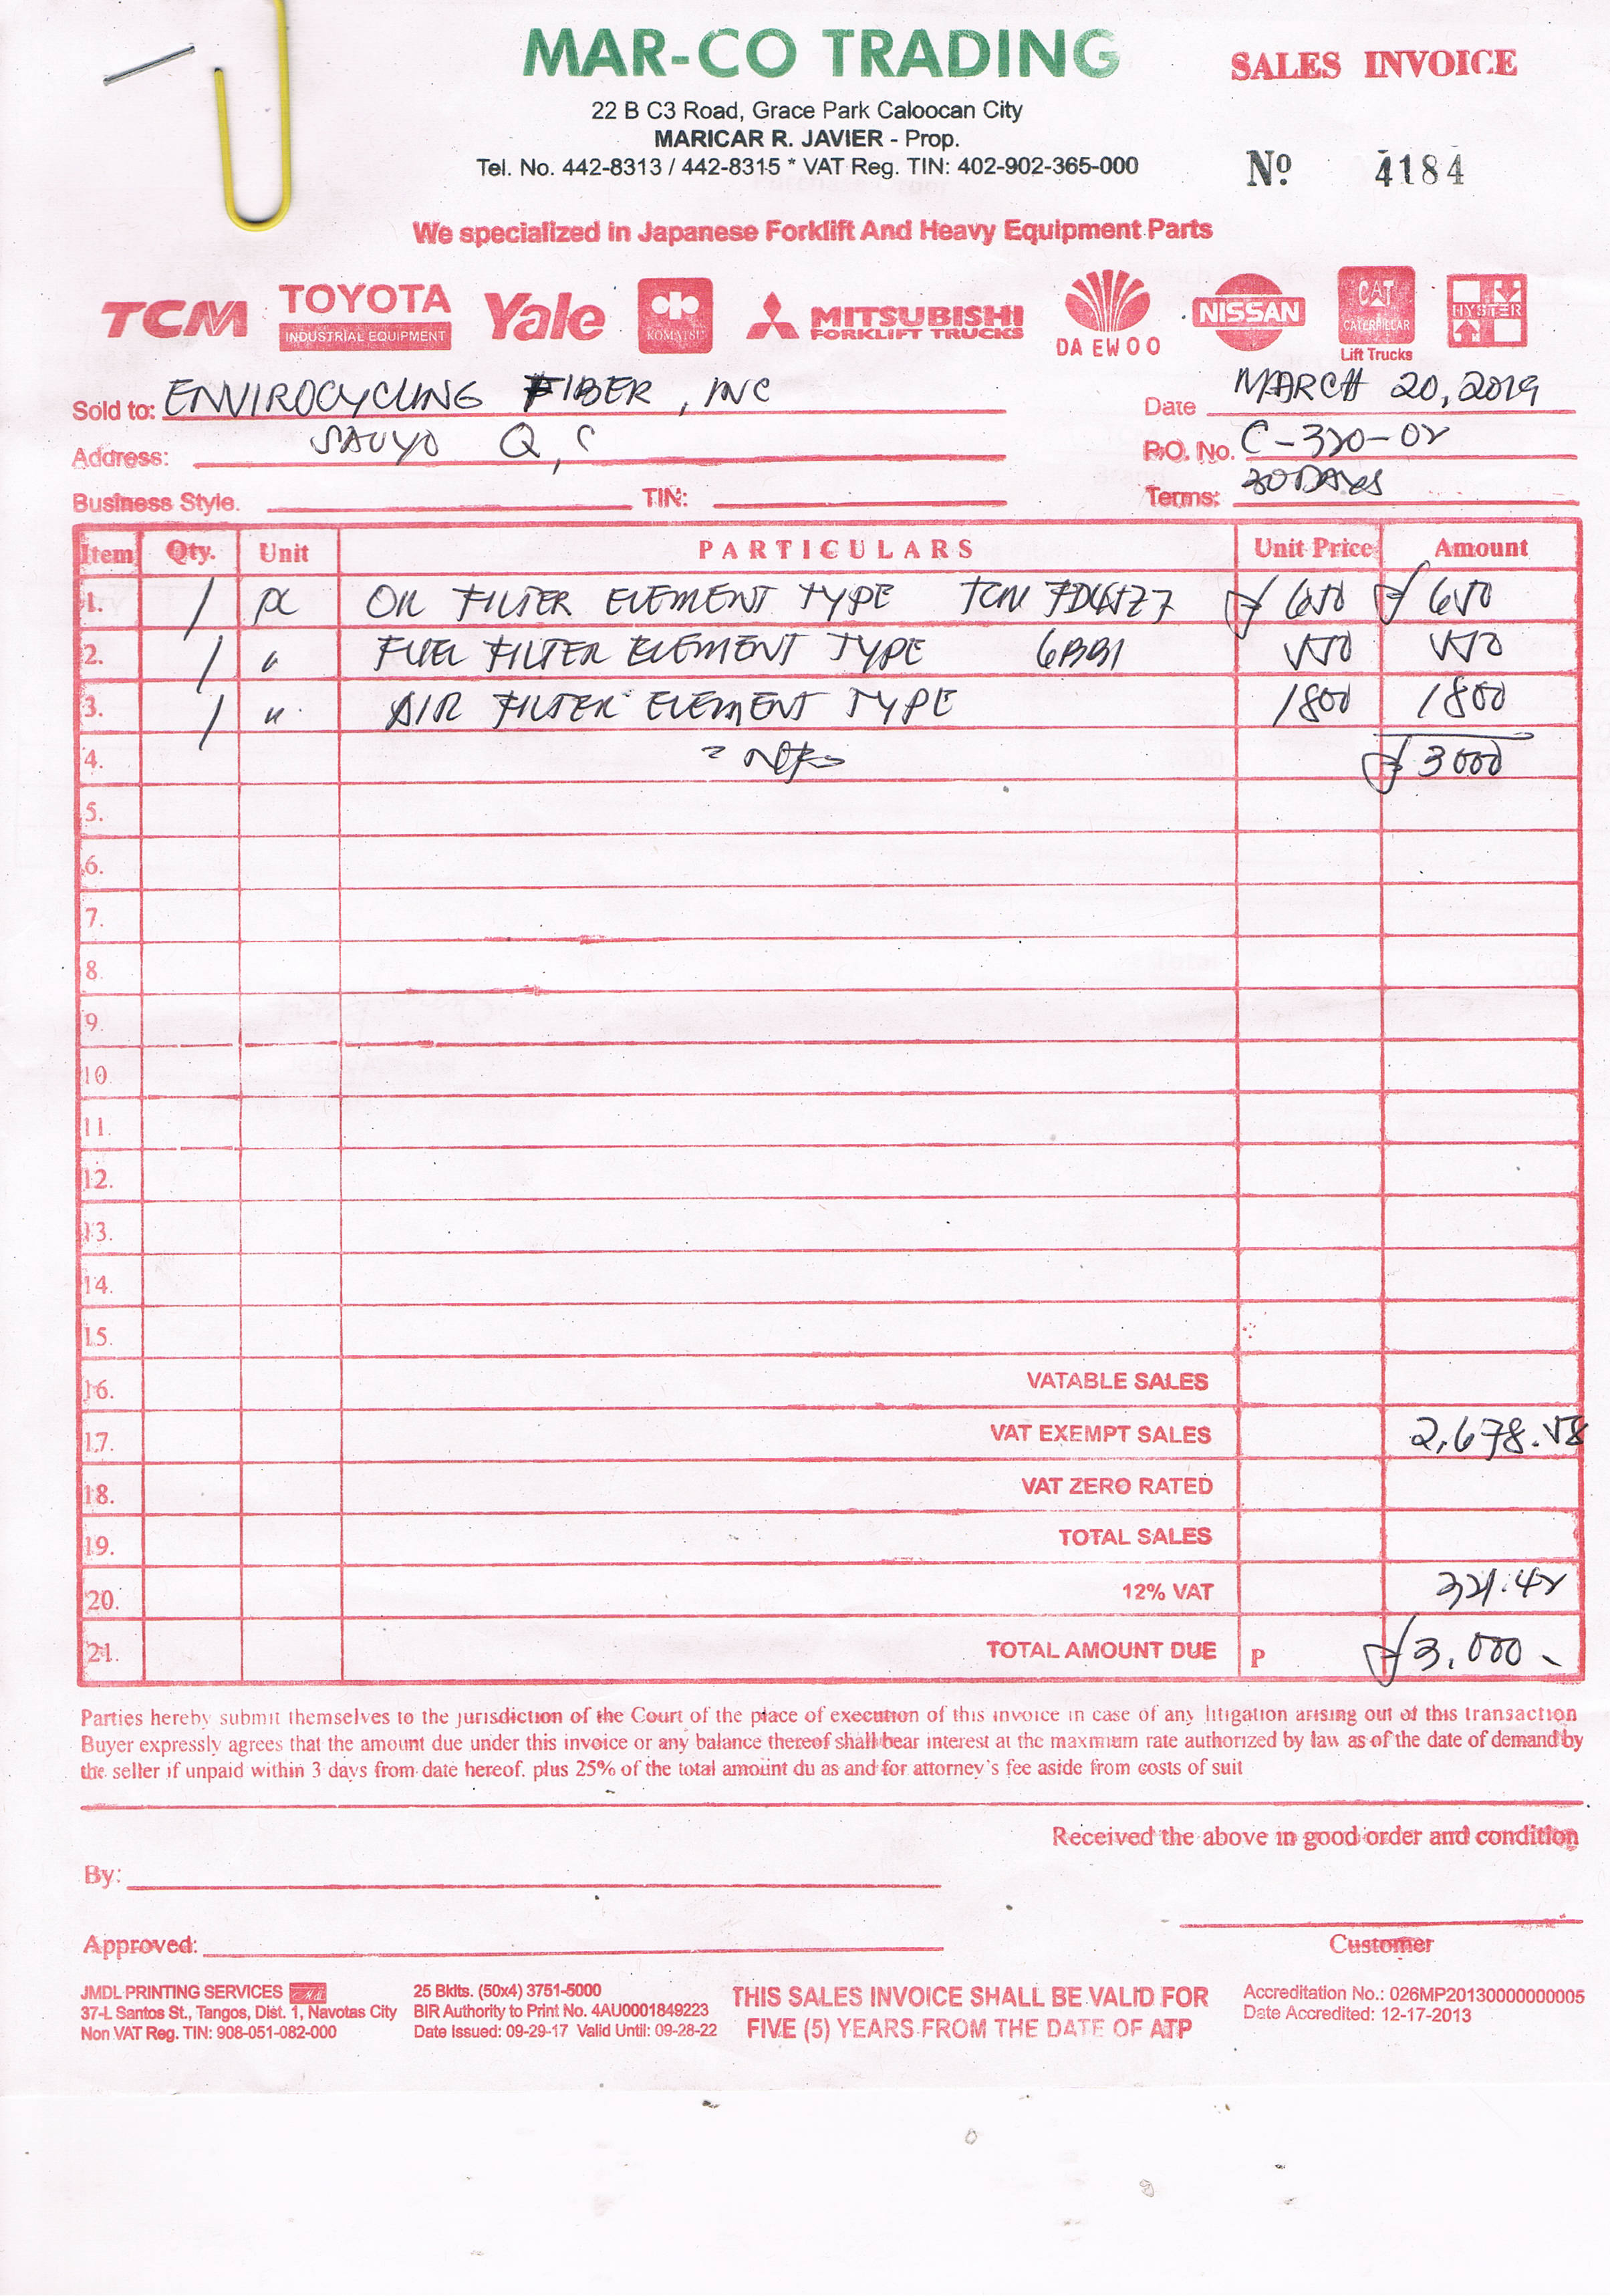 MAR-CO TRADING
SALES INVOICE
22 B C3 Road, Grace Park Caloocan City
MARICAR R. JAVIER - Prop.
Tel. No. 442-8313 / 442-8315 * VAT Reg. TIN: 402-902-365-000
Nº 4184
We specialized in Japanese Forklift And Heavy Equipment Parts
TCM TOYOTA INDUSTRIAL EQUIPMENT Yale KOMATSU MITSUBISHI FORKLIFT TRUCKS DAEWOO NISSAN CAT CATERPILLAR Lift Trucks HYSTER
Sold to: ENVIROCYCLING FIBER, INC Date MARCH 20, 2019
Address: SAUYO Q,C P.O. No. C-320-02
Business Style. TIN: Terms: 30 DAYS
Item Qty. Unit PARTICULARS Unit Price Amount
1. 1 pc OIL FILTER ELEMENT TYPE TCM ₱ 650 ₱ 650
2. 1 " FUEL FILTER ELEMENT TYPE 6BB1 550 550
3. 1 " AIR FILTER ELEMENT TYPE 1800 1800
4. ₱ 3000
5.
6.
7.
8.
9.
10.
11.
12.
13.
14.
15.
16. VATABLE SALES
17. VAT EXEMPT SALES 2,678.58
18. VAT ZERO RATED
19. TOTAL SALES
20. 12% VAT 321.42
21. TOTAL AMOUNT DUE P ₱3,000-
Parties hereby submit themselves to the jurisdiction of the Court of the place of execution of this invoice in case of any litigation arising out of this transaction
Buyer expressly agrees that the amount due under this invoice or any balance thereof shall bear interest at the maxmium rate authorized by law as of the date of demand by
the seller if unpaid within 3 days from date hereof. plus 25% of the total amount du as and for attorney's fee aside from costs of suit
Received the above in good order and condition
By:
Approved:
Customer
JMDL PRINTING SERVICES
37-L Santos St., Tangos, Dist. 1, Navotas City
Non VAT Reg. TIN: 908-051-082-000
25 Bklts. (50x4) 3751-5000
BIR Authority to Print No. 4AU0001849223
Date Issued: 09-29-17 Valid Until: 09-28-22
THIS SALES INVOICE SHALL BE VALID FOR
FIVE (5) YEARS FROM THE DATE OF ATP
Accreditation No.: 026MP20130000000005
Date Accredited: 12-17-2013